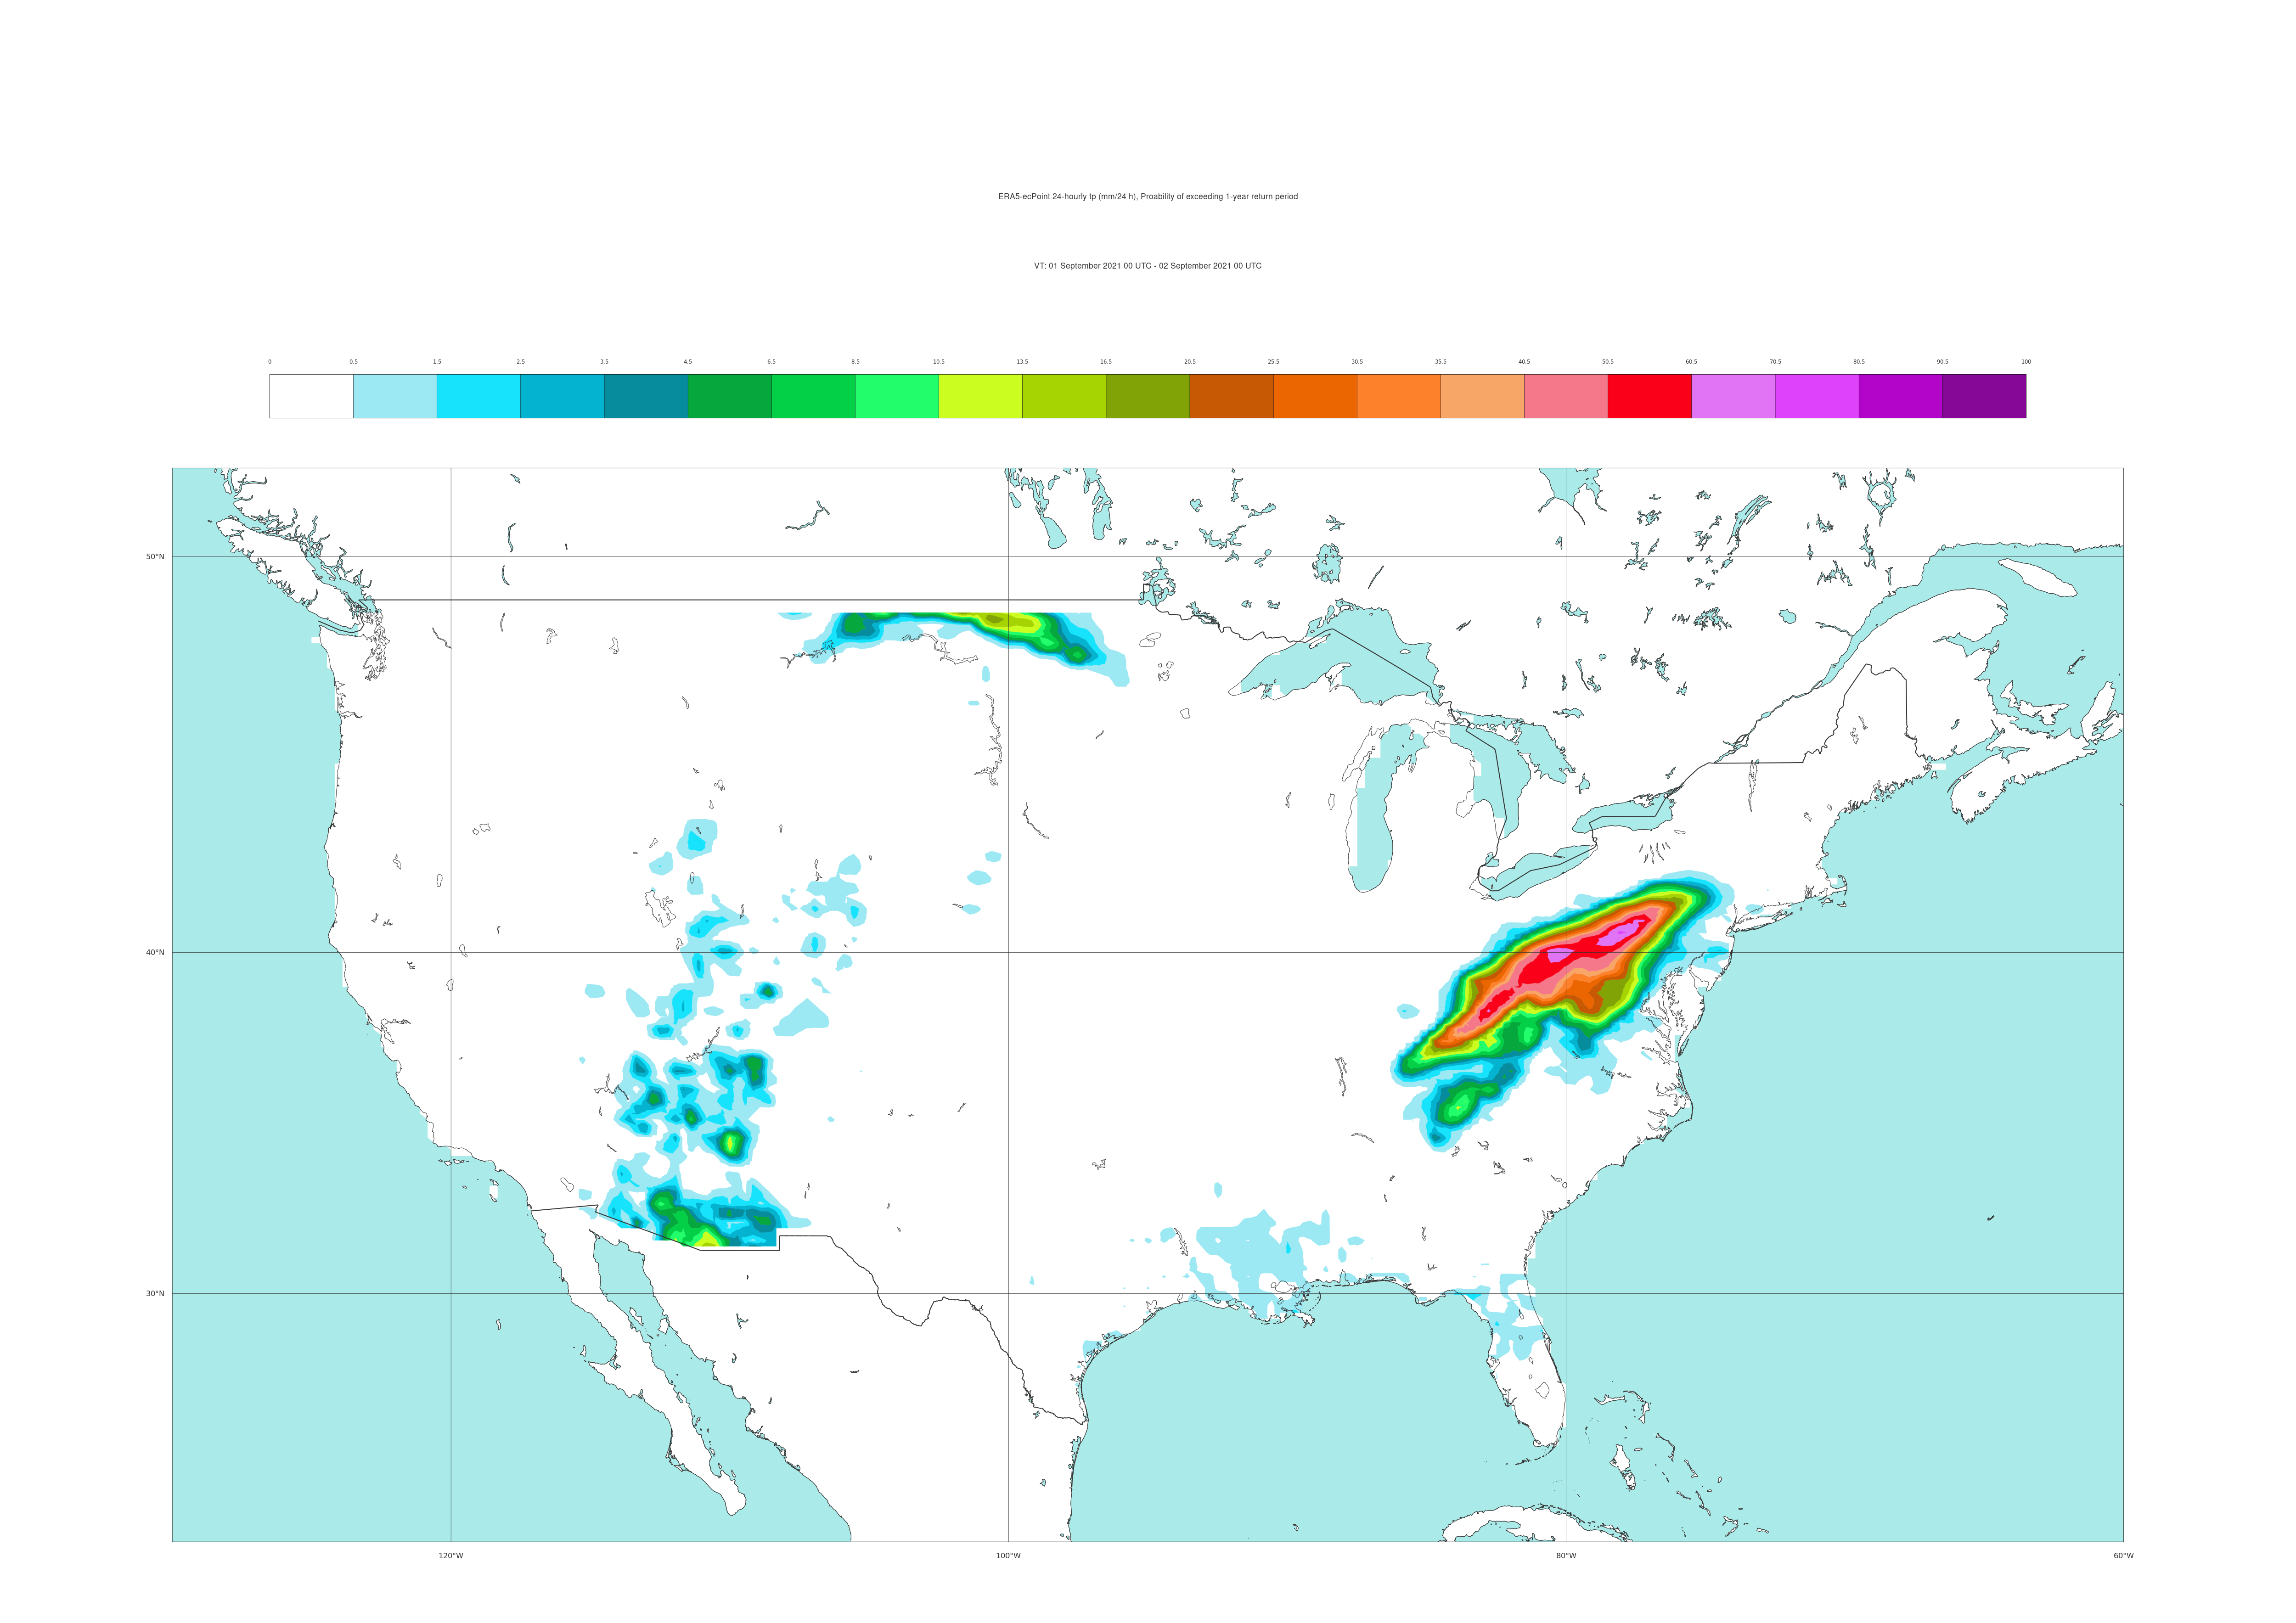 ERA5-ecPoint 24-hourly tp (mm/24 h), Proability of exceeding 1-year return period
VT: 01 September 2021 00 UTC - 02 September 2021 00 UTC
0 0.5 1.5 2.5 3.5 4.5 6.5 8.5 10.5 13.5 16.5 20.5 25.5 30.5 35.5 40.5 50.5 60.5 70.5 80.5 90.5 100
50°N
40°N
30°N
120°W 100°W 80°W 60°W